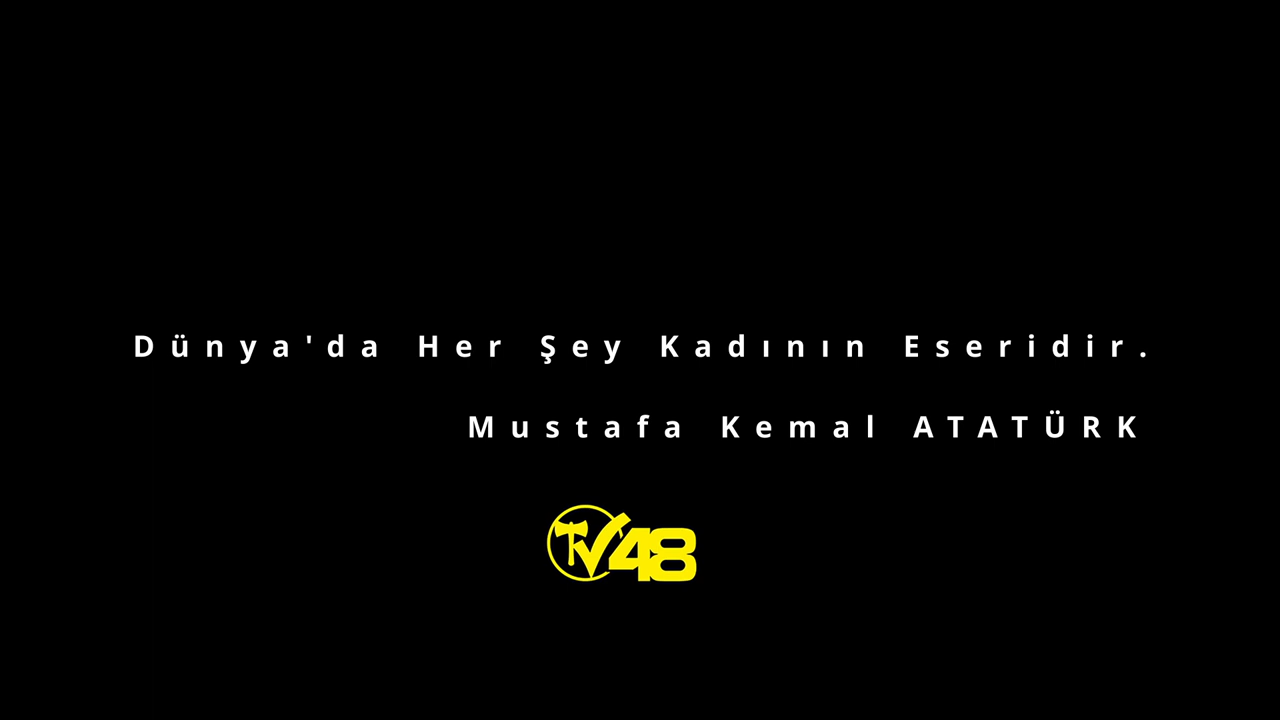 Dünya'da Her Şey Kadının Eseridir.
Mustafa Kemal ATATÜRK
TV48